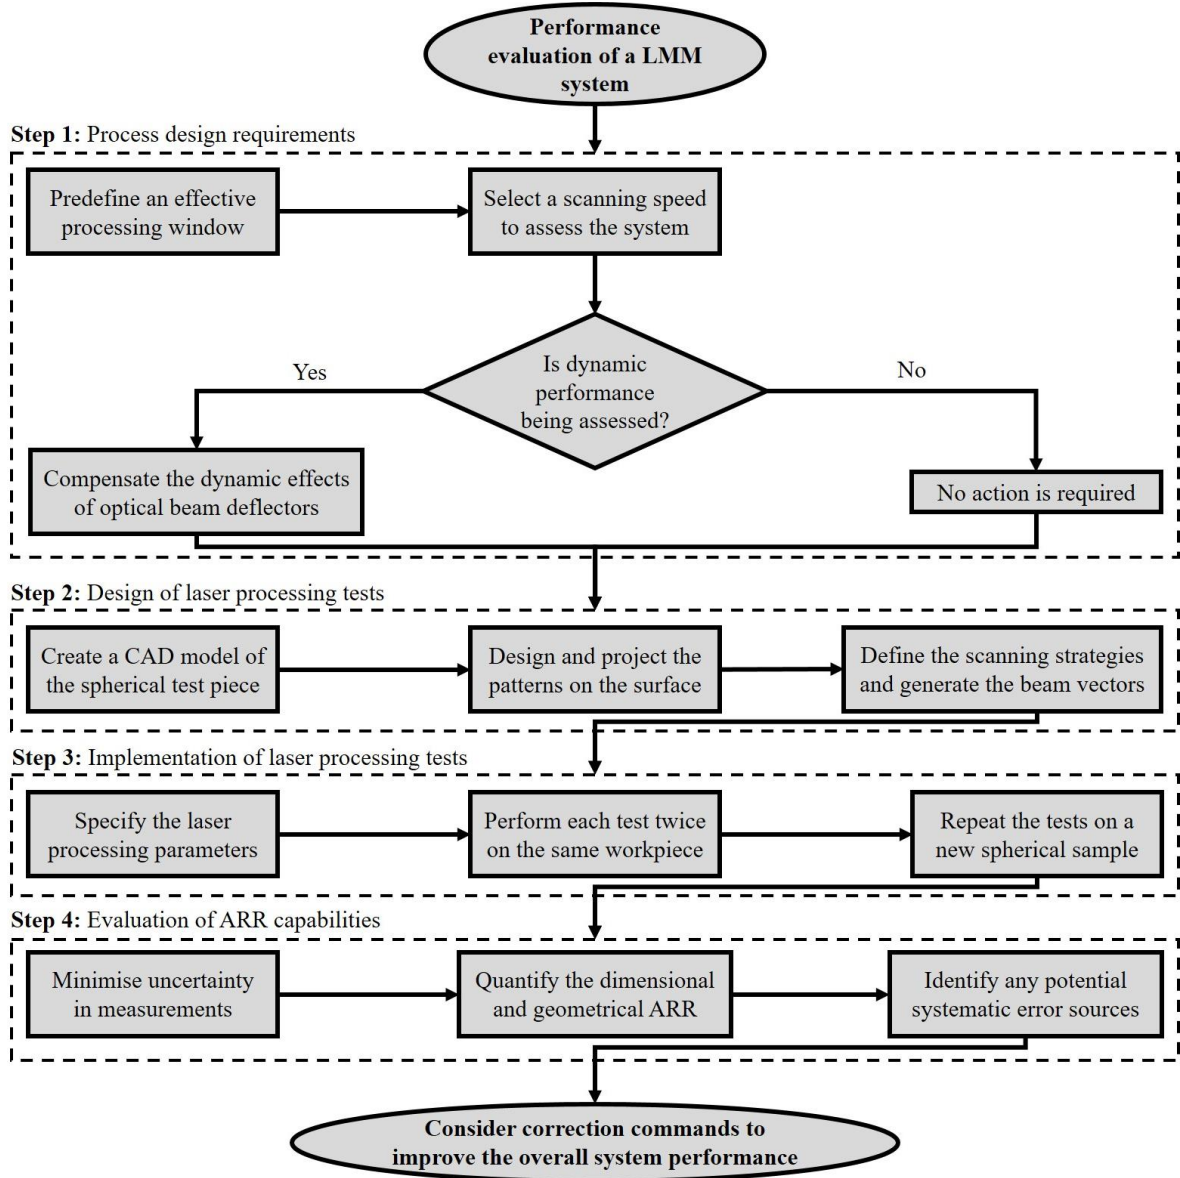 Performance
evaluation of a LMM
system
Step 1: Process design requirements
Predefine an effective
processing window
Select a scanning speed
to assess the system
Is dynamic
performance
being assessed?
Yes
No
Compensate the dynamic effects
of optical beam deflectors
No action is required
Step 2: Design of laser processing tests
Create a CAD model of
the spherical test piece
Design and project the
patterns on the surface
Define the scanning strategies
and generate the beam vectors
Step 3: Implementation of laser processing tests
Specify the laser
processing parameters
Perform each test twice
on the same workpiece
Repeat the tests on a
new spherical sample
Step 4: Evaluation of ARR capabilities
Minimise uncertainty
in measurements
Quantify the dimensional
and geometrical ARR
Identify any potential
systematic error sources
Consider correction commands to
improve the overall system performance